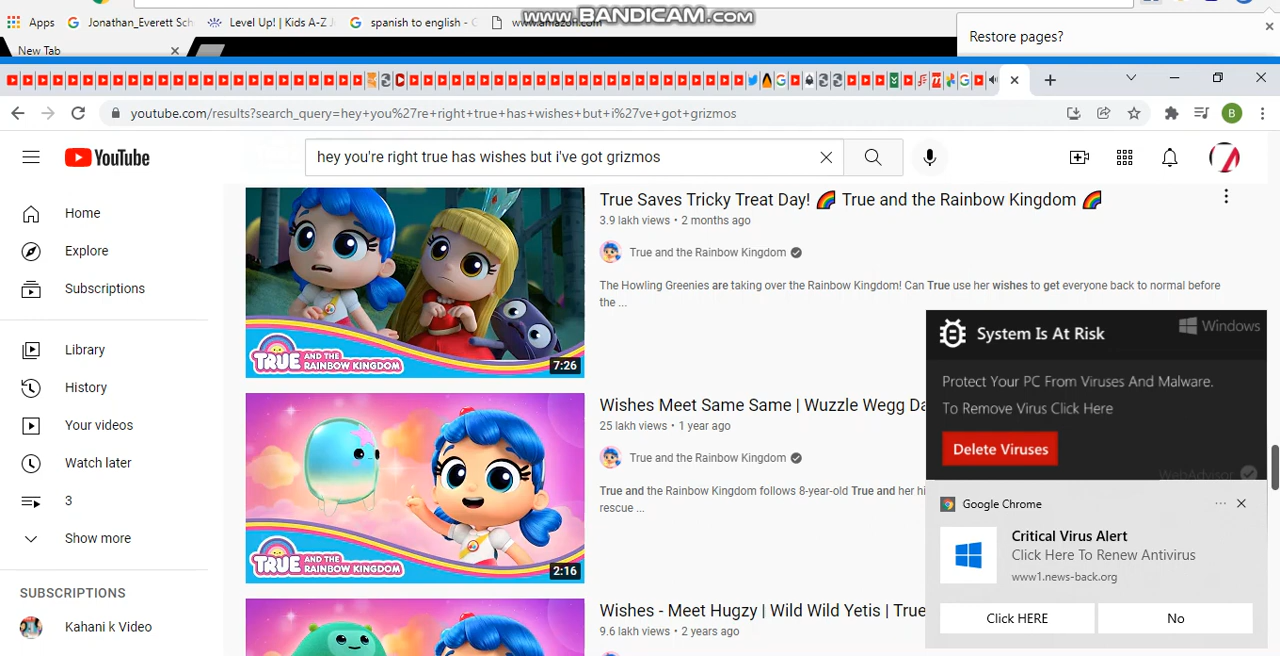 www.BANDICAM.com
Apps
Jonathan_Everett Sch
Level Up! | Kids A-Z
spanish to english - G
www.amazon.com
Restore pages?
New Tab
youtube.com/results?search_query=hey+you%27re+right+true+has+wishes+but+i%27ve+got+grizmos
B
YouTube
hey you're right true has wishes but i've got grizmos
Home
Explore
Subscriptions
Library
History
Your videos
Watch later
3
Show more
SUBSCRIPTIONS
Kahani k Video
TRUE AND THE RAINBOW KINGDOM
7:26
True Saves Tricky Treat Day! 🌈 True and the Rainbow Kingdom 🌈
3.9 lakh views • 2 months ago
True and the Rainbow Kingdom
The Howling Greenies are taking over the Rainbow Kingdom! Can True use her wishes to get everyone back to normal before
the ...
TRUE AND THE RAINBOW KINGDOM
2:16
Wishes Meet Same Same | Wuzzle Wegg Da
25 lakh views • 1 year ago
True and the Rainbow Kingdom
True and the Rainbow Kingdom follows 8-year-old True and her hi
rescue ...
Wishes - Meet Hugzy | Wild Wild Yetis | True
9.6 lakh views • 2 years ago
System Is At Risk
Windows
Protect Your PC From Viruses And Malware.
To Remove Virus Click Here
Delete Viruses
WebAdvisor
Google Chrome
Critical Virus Alert
Click Here To Renew Antivirus
www1.news-back.org
Click HERE
No